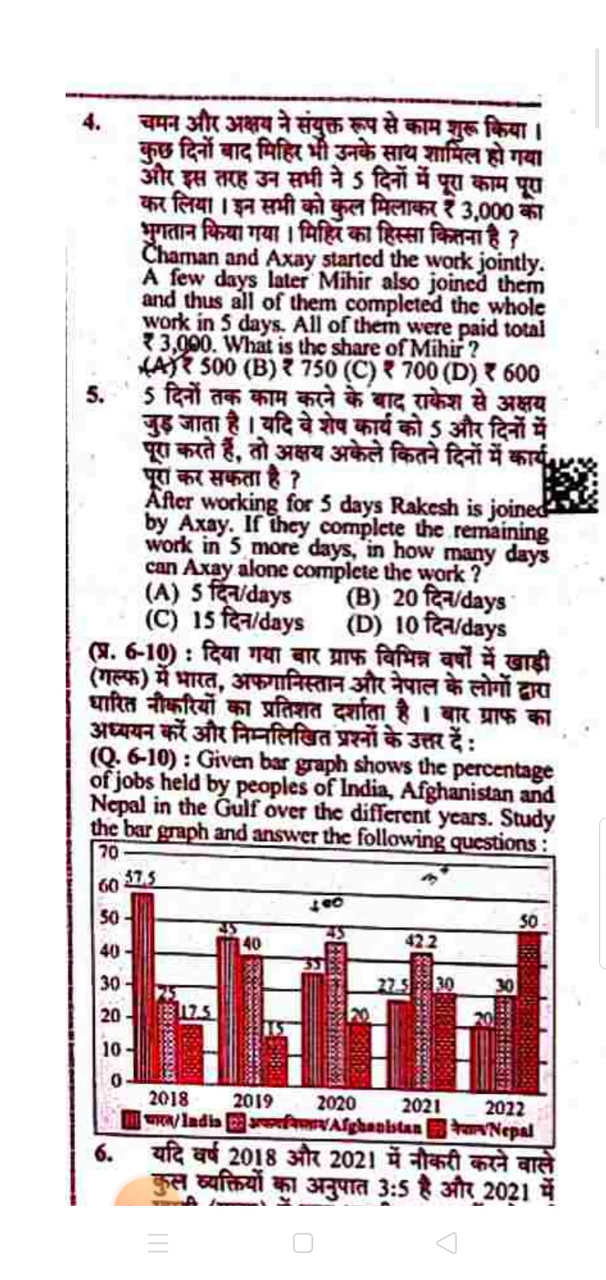 4. चमन और अक्षय ने संयुक्त रूप से काम शुरू किया ।
कुछ दिनों बाद मिहिर भी उनके साथ शामिल हो गया
और इस तरह उन सभी ने 5 दिनों में पूरा काम पूरा
कर लिया । इन सभी को कुल मिलाकर ₹ 3,000 का
भुगतान किया गया । मिहिर का हिस्सा कितना है ?
Chaman and Axay started the work jointly.
A few days later Mihir also joined them
and thus all of them completed the whole
work in 5 days. All of them were paid total
₹ 3,000. What is the share of Mihir ?
(A) ₹ 500 (B) ₹ 750 (C) ₹ 700 (D) ₹ 600
5. 5 दिनों तक काम करने के बाद राकेश से अक्षय
जुड़ जाता है । यदि वे शेष कार्य को 5 और दिनों में
पूरा करते हैं, तो अक्षय अकेले कितने दिनों में कार्य
पूरा कर सकता है ?
After working for 5 days Rakesh is joined
by Axay. If they complete the remaining
work in 5 more days, in how many days
can Axay alone complete the work ?
(A) 5 दिन/days (B) 20 दिन/days
(C) 15 दिन/days (D) 10 दिन/days
(प्र. 6-10) : दिया गया बार ग्राफ विभिन्न वर्षों में खाड़ी
(गल्फ) में भारत, अफगानिस्तान और नेपाल के लोगों द्वारा
धारित नौकरियों का प्रतिशत दर्शाता है । बार ग्राफ का
अध्ययन करें और निम्नलिखित प्रश्नों के उत्तर दें :
(Q. 6-10) : Given bar graph shows the percentage
of jobs held by peoples of India, Afghanistan and
Nepal in the Gulf over the different years. Study
the bar graph and answer the following questions :
70
60 57.5
100
50 45 45 50
40 40 42.2
35
30 25 27.5 30 30
20 17.5 15 20 20
10
0
2018 2019 2020 2021 2022
भारत/India अफगानिस्तान/Afghanistan नेपाल/Nepal
6. यदि वर्ष 2018 और 2021 में नौकरी करने वाले
कुल व्यक्तियों का अनुपात 3:5 है और 2021 में